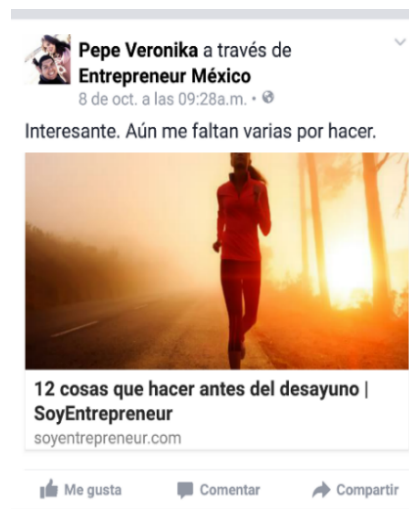 Pepe Veronika a través de
Entrepreneur México
8 de oct. a las 09:28a.m. •
Interesante. Aún me faltan varias por hacer.
12 cosas que hacer antes del desayuno |
SoyEntrepreneur
soyentrepreneur.com
Me gusta Comentar Compartir